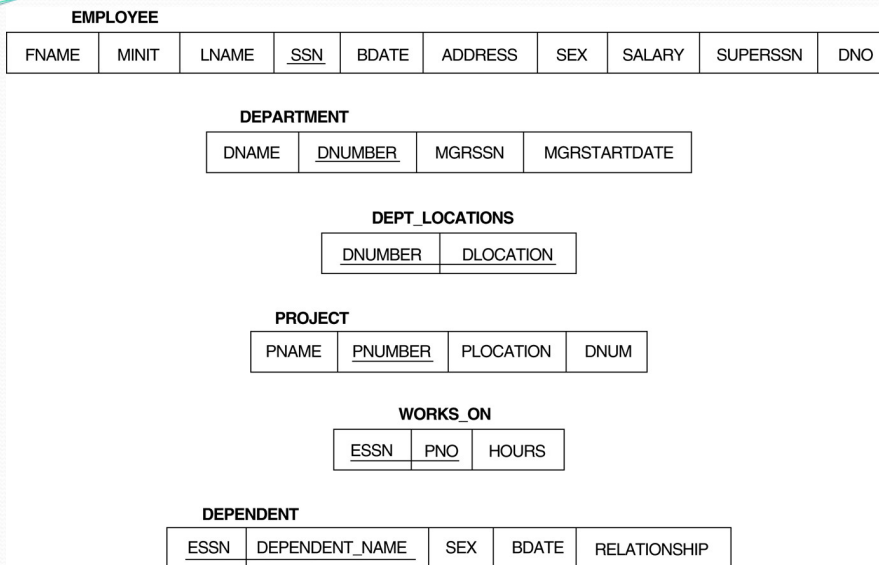 EMPLOYEE
FNAME MINIT LNAME SSN BDATE ADDRESS SEX SALARY SUPERSSN DNO
DEPARTMENT
DNAME DNUMBER MGRSSN MGRSTARTDATE
DEPT_LOCATIONS
DNUMBER DLOCATION
PROJECT
PNAME PNUMBER PLOCATION DNUM
WORKS_ON
ESSN PNO HOURS
DEPENDENT
ESSN DEPENDENT_NAME SEX BDATE RELATIONSHIP